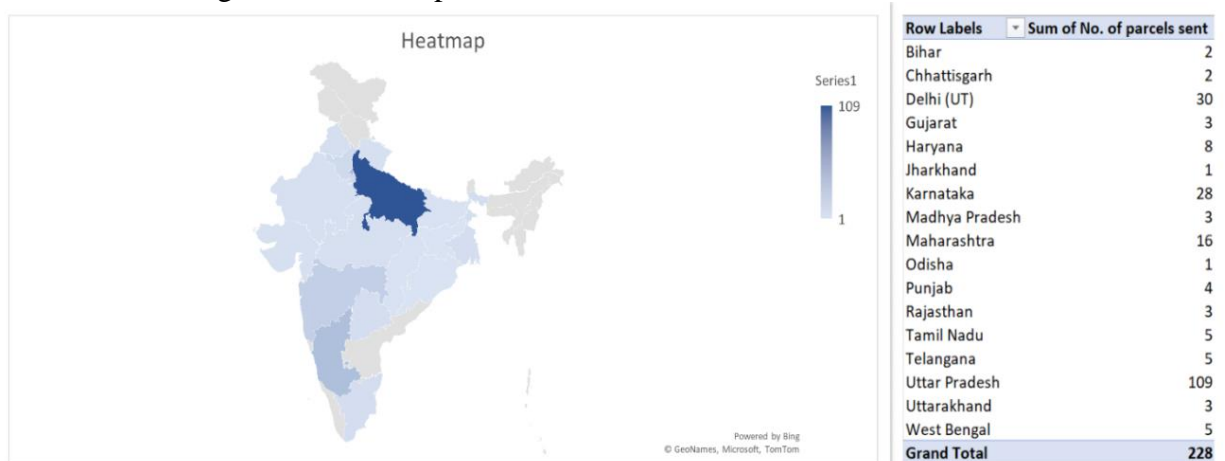 Heatmap
Series1
109
1
Powered by Bing
© GeoNames, Microsoft, TomTom
Row Labels Sum of No. of parcels sent
Bihar 2
Chhattisgarh 2
Delhi (UT) 30
Gujarat 3
Haryana 8
Jharkhand 1
Karnataka 28
Madhya Pradesh 3
Maharashtra 16
Odisha 1
Punjab 4
Rajasthan 3
Tamil Nadu 5
Telangana 5
Uttar Pradesh 109
Uttarakhand 3
West Bengal 5
Grand Total 228